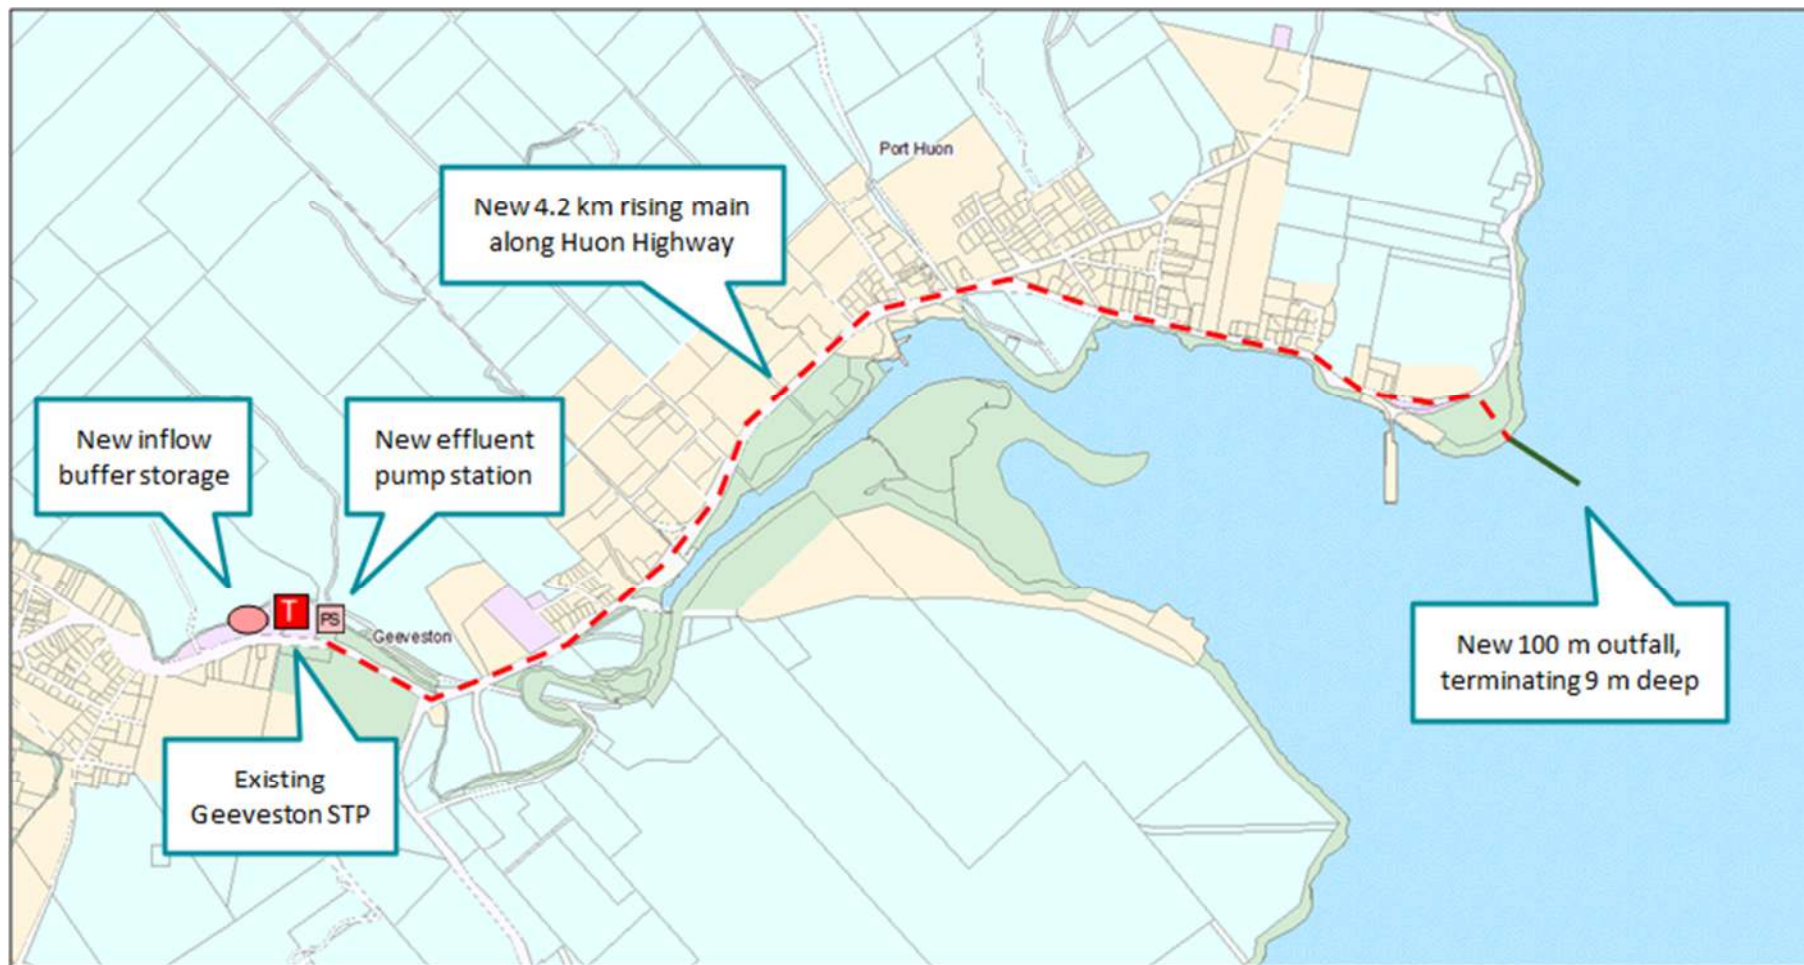 Port Huon
New 4.2 km rising main
along Huon Highway
New inflow
buffer storage
New effluent
pump station
T
PS
Geeveston
New 100 m outfall,
terminating 9 m deep
Existing
Geeveston STP